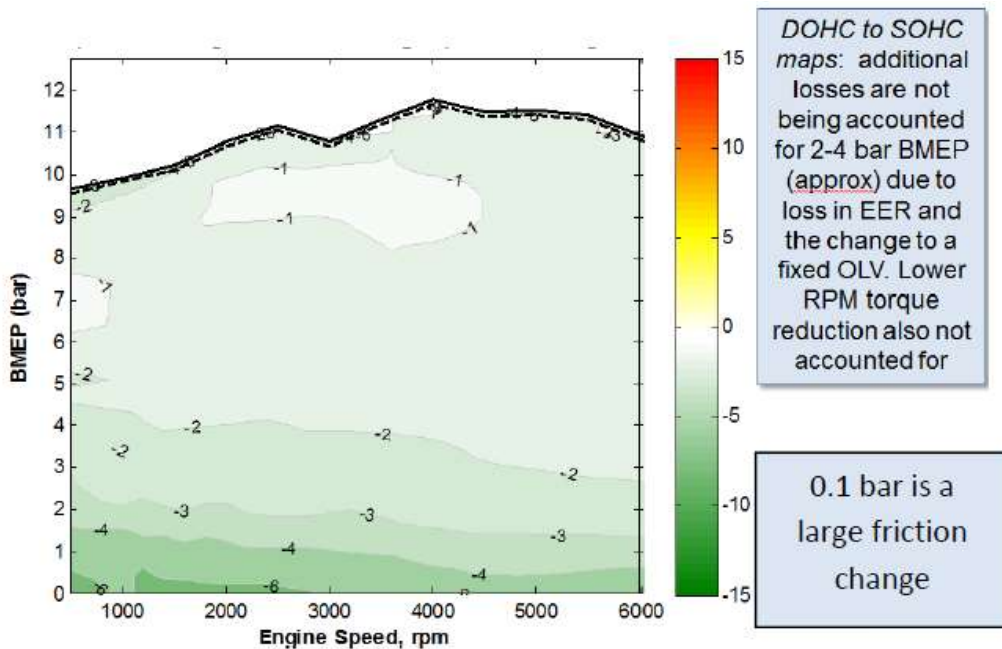 DOHC to SOHC
maps: additional
losses are not
being accounted
for 2-4 bar BMEP
(approx) due to
loss in EER and
the change to a
fixed OLV. Lower
RPM torque
reduction also not
accounted for
0.1 bar is a
large friction
change
BMEP (bar)
12
11
10
9
8
7
6
5
4
3
2
1
0
1000 2000 3000 4000 5000 6000
Engine Speed, rpm
15
10
5
0
-5
-10
-15
-2
-1 -1
-1 -1
-2
-2 -2
-2 -2
-3 -3 -3
-4 -4 -4
-6 -6